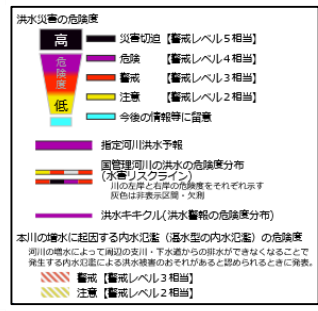 洪水災害の危険度
高
危険度
低
災害切迫【警戒レベル5相当】
危険【警戒レベル4相当】
警戒【警戒レベル3相当】
注意【警戒レベル2相当】
今後の情報等に留意
指定河川洪水予報
国管理河川の洪水の危険度分布
(水害リスクライン)
川の左岸と右岸の危険度をそれぞれ示す
灰色は非表示区間・欠測
洪水キキクル(洪水警報の危険度分布)
本川の増水に起因する内水氾濫(湛水型の内水氾濫)の危険度
河川の増水によって周辺の支川・下水道からの排水ができなくなることで
発生する内水氾濫による洪水被害のおそれがあると認められるときに発表。
警戒【警戒レベル3相当】
注意【警戒レベル2相当】